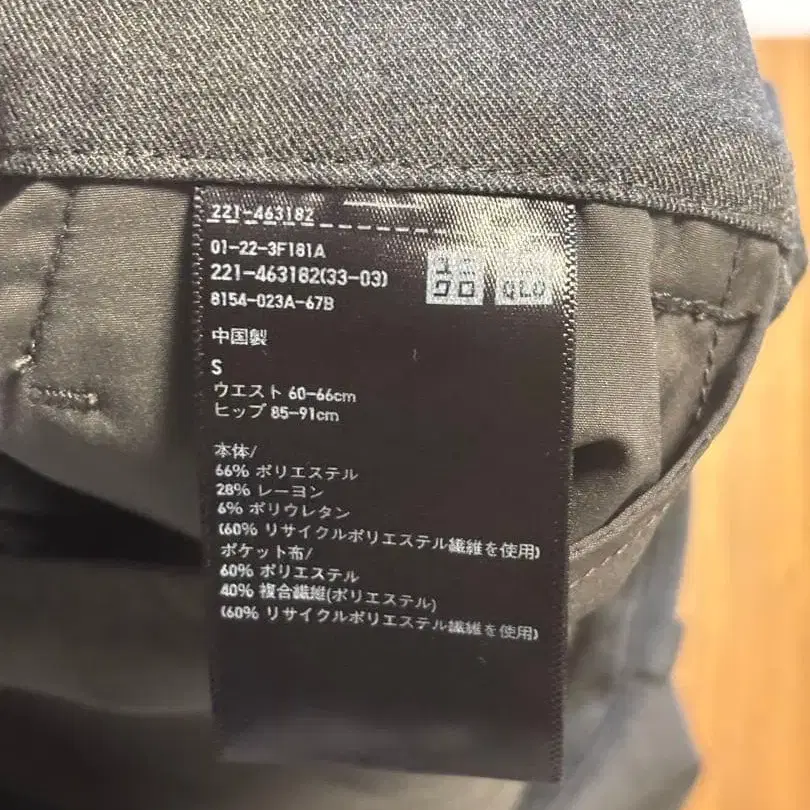 221-463182
01-22-3F181A
221-463182(33-03)
8154-023A-67B
ユニ
クロ
UNI
QLO
中国製
S
ウエスト 60-66cm
ヒップ 85-91cm
本体/
66% ポリエステル
28% レーヨン
6% ポリウレタン
(60% リサイクルポリエステル繊維を使用)
ポケット布/
60% ポリエステル
40% 複合繊維(ポリエステル)
(60% リサイクルポリエステル繊維を使用)